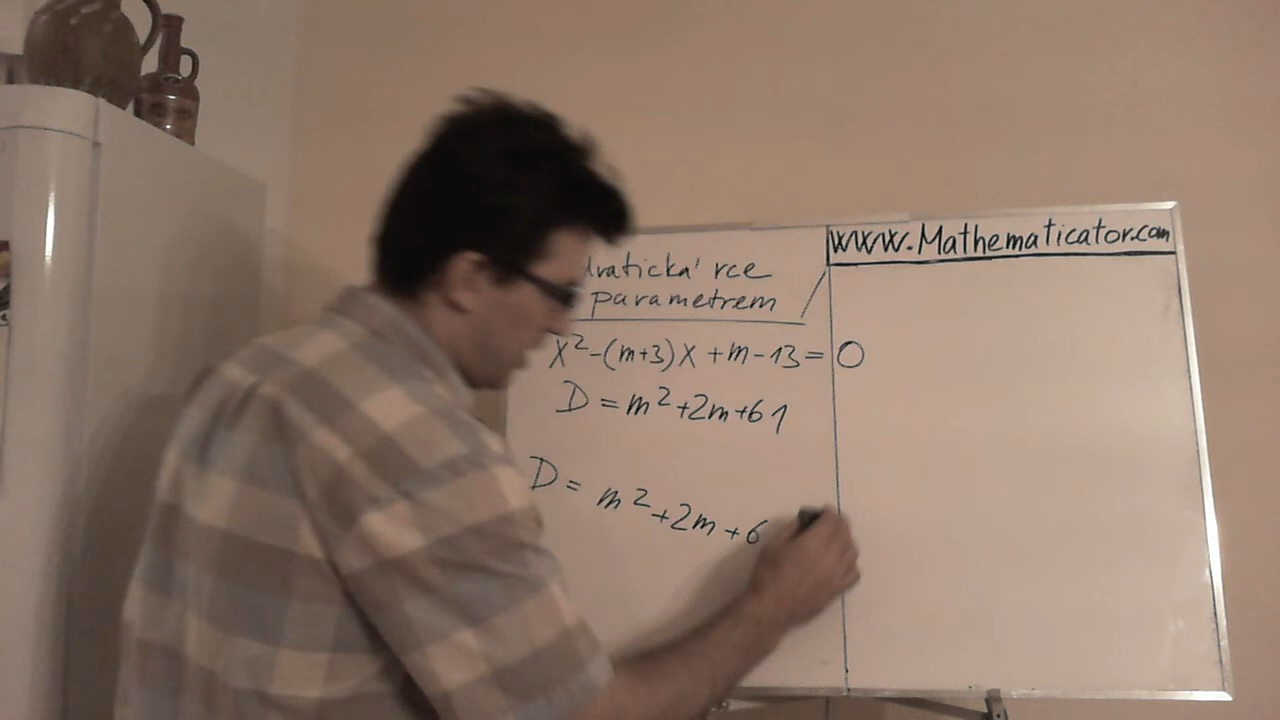 www.Mathematicator.com
dratická rce
parametrem
x²-(m+3)x+m-13=0
D=m²+2m+61
D=m²+2m+6